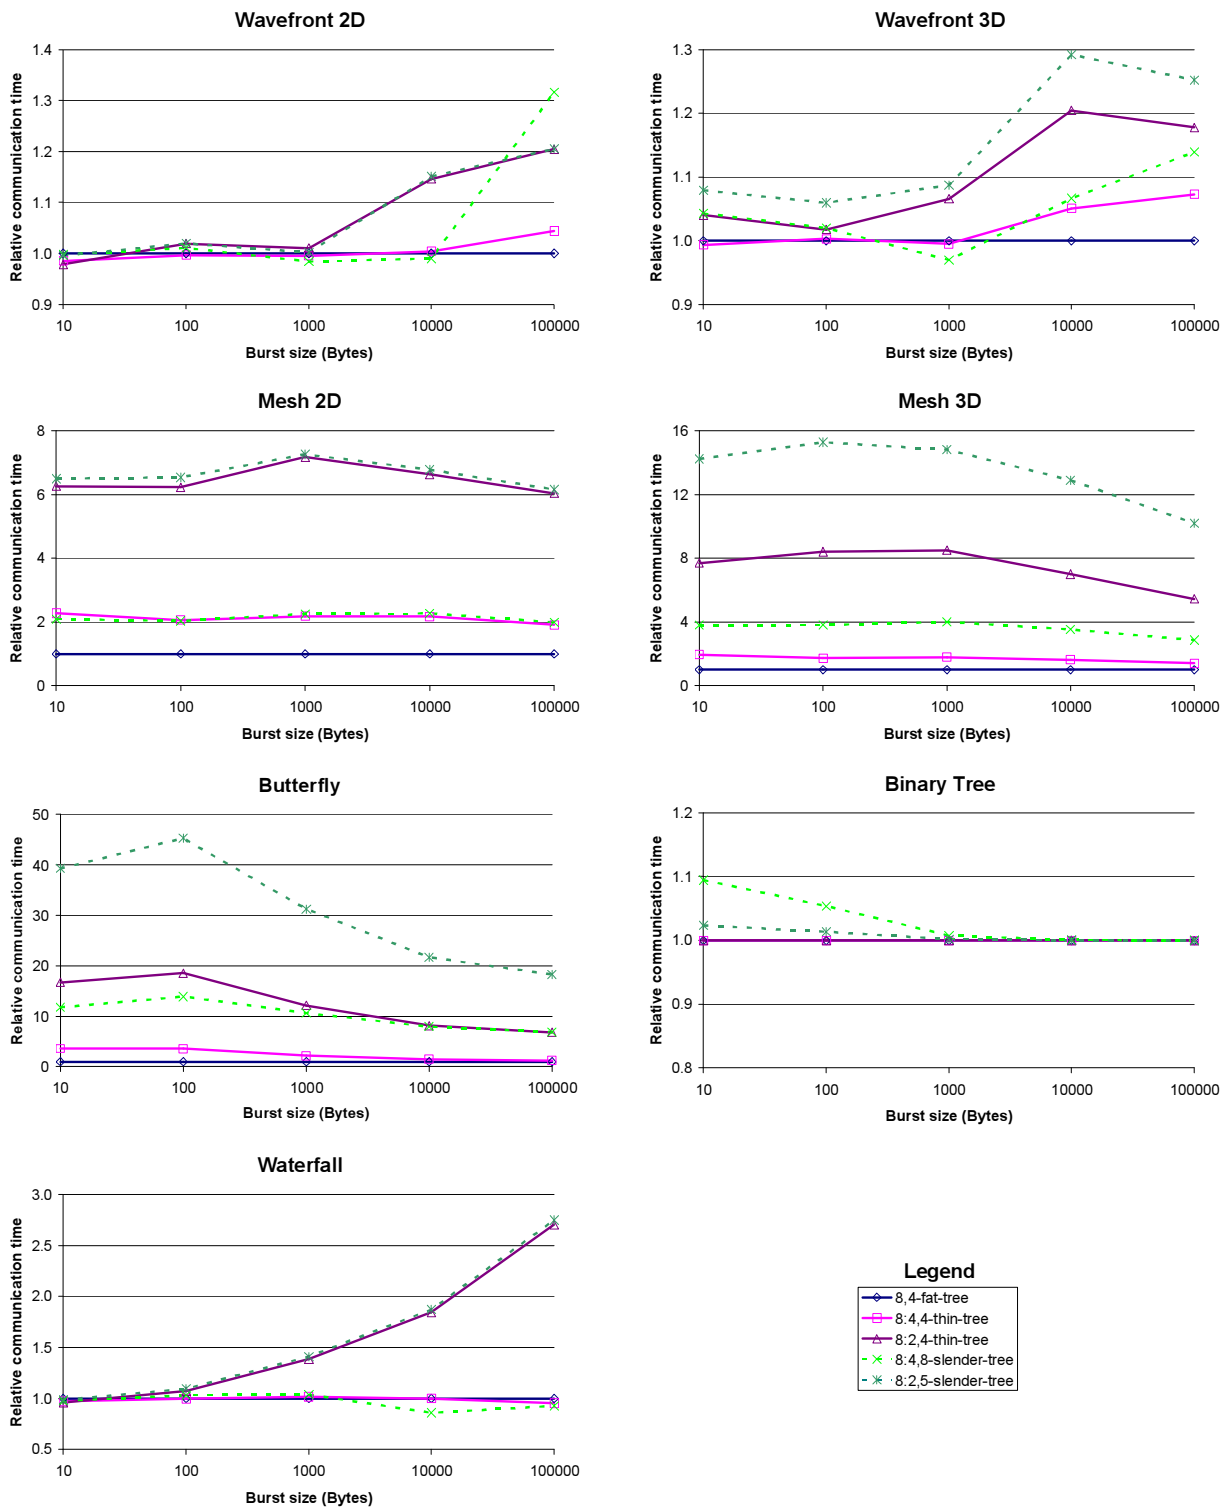 Wavefront 2D
Relative communication time
1.4
1.3
1.2
1.1
1.0
0.9
10 100 1000 10000 100000
Burst size (Bytes)
Wavefront 3D
Relative communication time
1.3
1.2
1.1
1.0
0.9
10 100 1000 10000 100000
Burst size (Bytes)
Mesh 2D
Relative communication time
8
6
4
2
0
10 100 1000 10000 100000
Burst size (Bytes)
Mesh 3D
Relative communication time
16
12
8
4
0
10 100 1000 10000 100000
Burst size (Bytes)
Butterfly
Relative communication time
50
40
30
20
10
0
10 100 1000 10000 100000
Burst size (Bytes)
Binary Tree
Relative communication time
1.2
1.1
1.0
0.9
0.8
10 100 1000 10000 100000
Burst size (Bytes)
Waterfall
Relative communication time
3.0
2.5
2.0
1.5
1.0
0.5
10 100 1000 10000 100000
Burst size (Bytes)
Legend
8,4-fat-tree
8:4,4-thin-tree
8:2,4-thin-tree
8:4,8-slender-tree
8:2,5-slender-tree